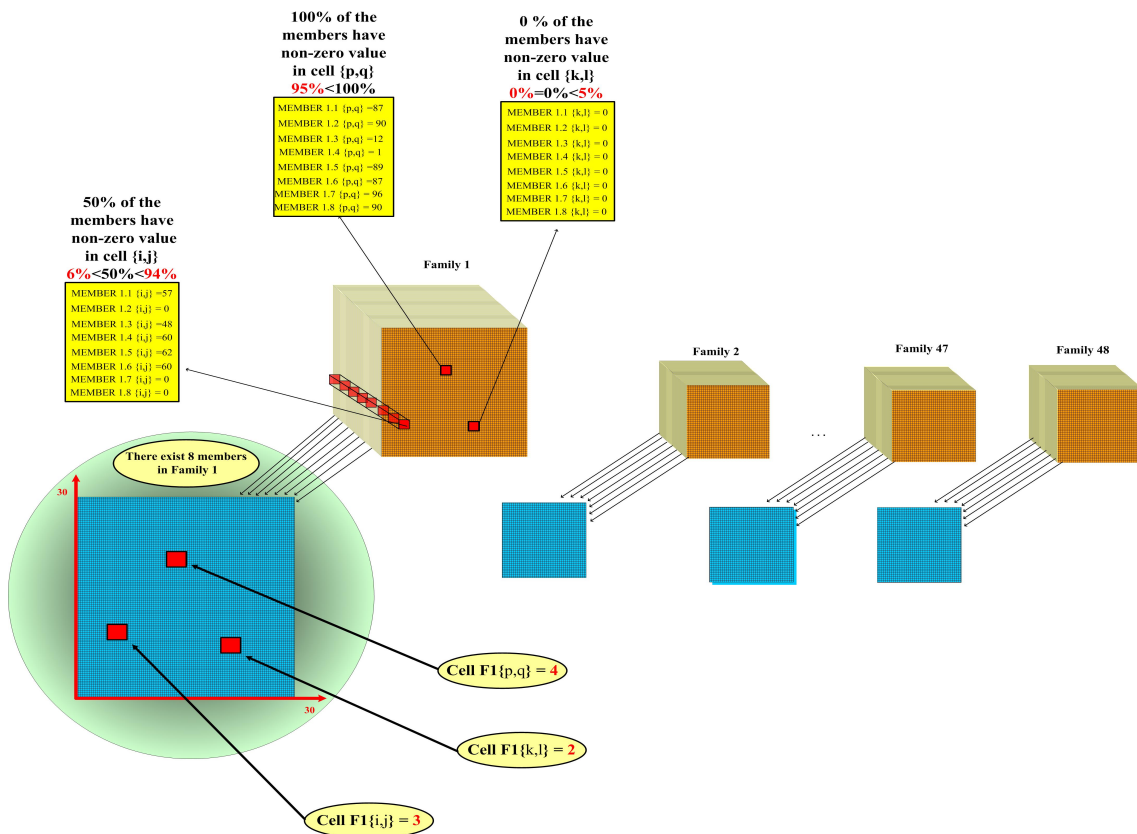 100% of the
members have
non-zero value
in cell {p,q}
95%<100%
MEMBER 1.1 {p,q} =87
MEMBER 1.2 {p,q} = 90
MEMBER 1.3 {p,q} =12
MEMBER 1.4 {p,q} = 1
MEMBER 1.5 {p,q} =89
MEMBER 1.6 {p,q} =87
MEMBER 1.7 {p,q} =96
MEMBER 1.8 {p,q} = 90
0 % of the
members have
non-zero value
in cell {k,l}
0%=0%<5%
MEMBER 1.1 {k,l} = 0
MEMBER 1.2 {k,l} = 0
MEMBER 1.3 {k,l} = 0
MEMBER 1.4 {k,l} = 0
MEMBER 1.5 {k,l} = 0
MEMBER 1.6 {k,l} = 0
MEMBER 1.7 {k,l} = 0
MEMBER 1.8 {k,l} = 0
50% of the
members have
non-zero value
in cell {i,j}
6%<50%<94%
MEMBER 1.1 {i,j} =57
MEMBER 1.2 {i,j} = 0
MEMBER 1.3 {i,j} =48
MEMBER 1.4 {i,j} =60
MEMBER 1.5 {i,j} =62
MEMBER 1.6 {i,j} =60
MEMBER 1.7 {i,j} = 0
MEMBER 1.8 {i,j} = 0
Family 1
Family 2
...
Family 47
Family 48
There exist 8 members
in Family 1
30
30
Cell F1{p,q} = 4
Cell F1{k,l} = 2
Cell F1{i,j} = 3